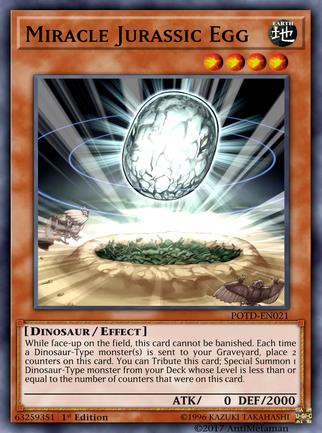 MIRACLE JURASSIC EGG
EARTH
地
POTD-EN021
[DINOSAUR / EFFECT]
While face-up on the field, this card cannot be banished. Each time
a Dinosaur-Type monster(s) is sent to your Graveyard, place 2
counters on this card. You can Tribute this card; Special Summon 1
Dinosaur-Type monster from your Deck whose Level is less than or
equal to the number of counters that were on this card.
ATK/ 0 DEF/2000
63259351 1st Edition ©1996 KAZUKI TAKAHASHI
©2017 AntiMetaman